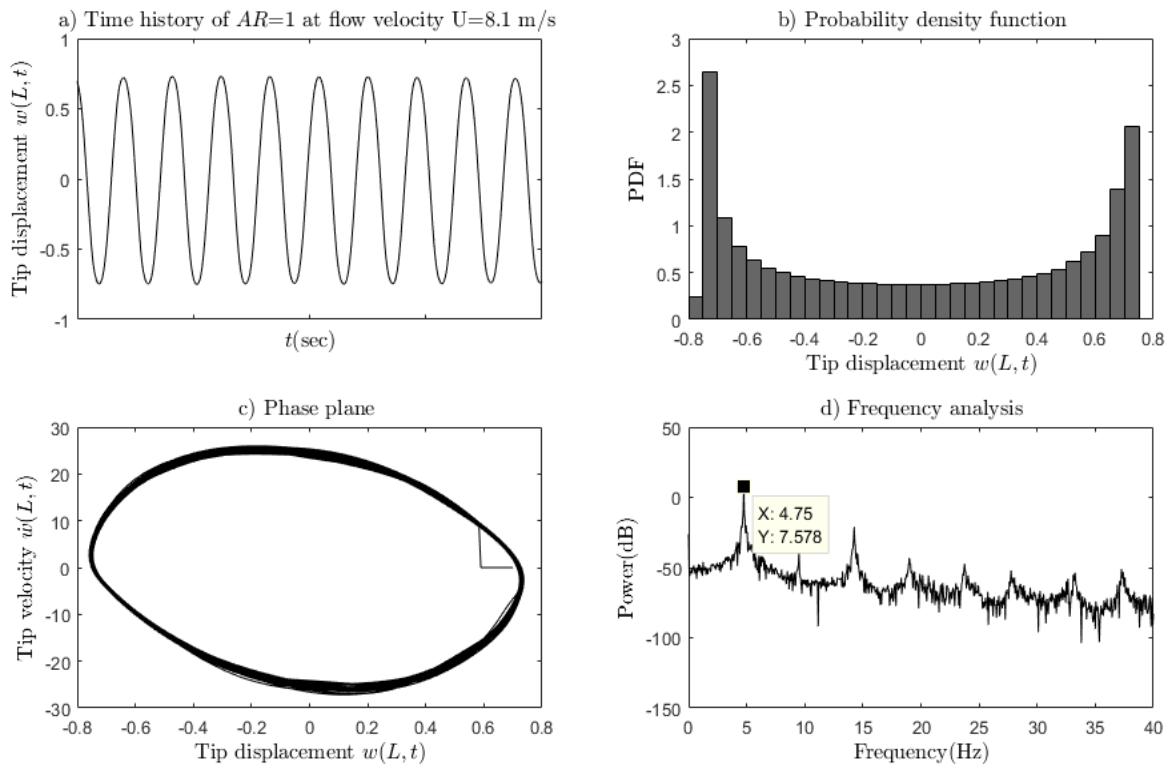 a) Time history of AR=1 at flow velocity U=8.1 m/s
1
0.5
0
-0.5
-1
Tip displacement w(L, t)
t(sec)
b) Probability density function
3
2.5
2
1.5
1
0.5
0
PDF
-0.8 -0.6 -0.4 -0.2 0 0.2 0.4 0.6 0.8
Tip displacement w(L, t)
c) Phase plane
30
20
10
0
-10
-20
-30
Tip velocity ẇ(L, t)
-0.8 -0.6 -0.4 -0.2 0 0.2 0.4 0.6 0.8
Tip displacement w(L, t)
d) Frequency analysis
50
0
-50
-100
-150
Power(dB)
X: 4.75
Y: 7.578
0 5 10 15 20 25 30 35 40
Frequency(Hz)